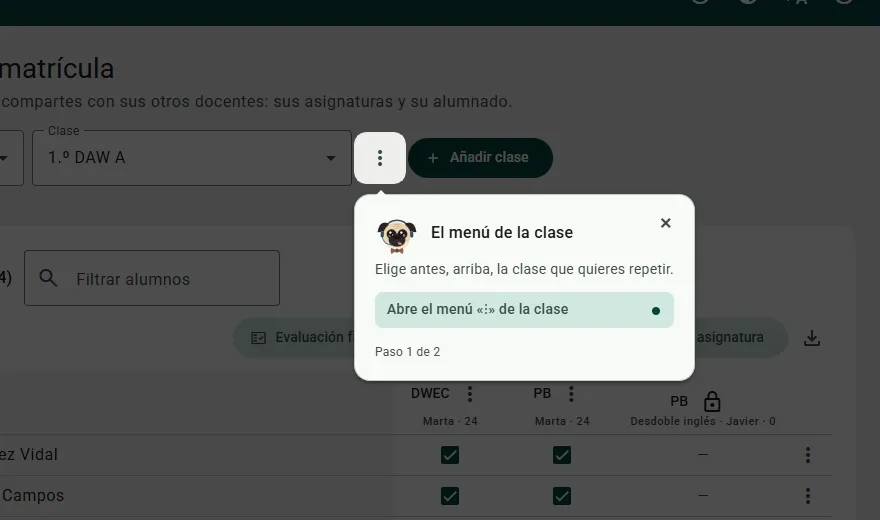 matrícula
compartes con sus otros docentes: sus asignaturas y su alumnado.
Clase
1.º DAW A
Añadir clase
El menú de la clase
Elige antes, arriba, la clase que quieres repetir.
Abre el menú «⋮» de la clase
Paso 1 de 2
4)
Filtrar alumnos
Evaluación f
asignatura
DWEC
PB
PB
Marta · 24
Marta · 24
Desdoble inglés · Javier · 0
ez Vidal
–
Campos
–